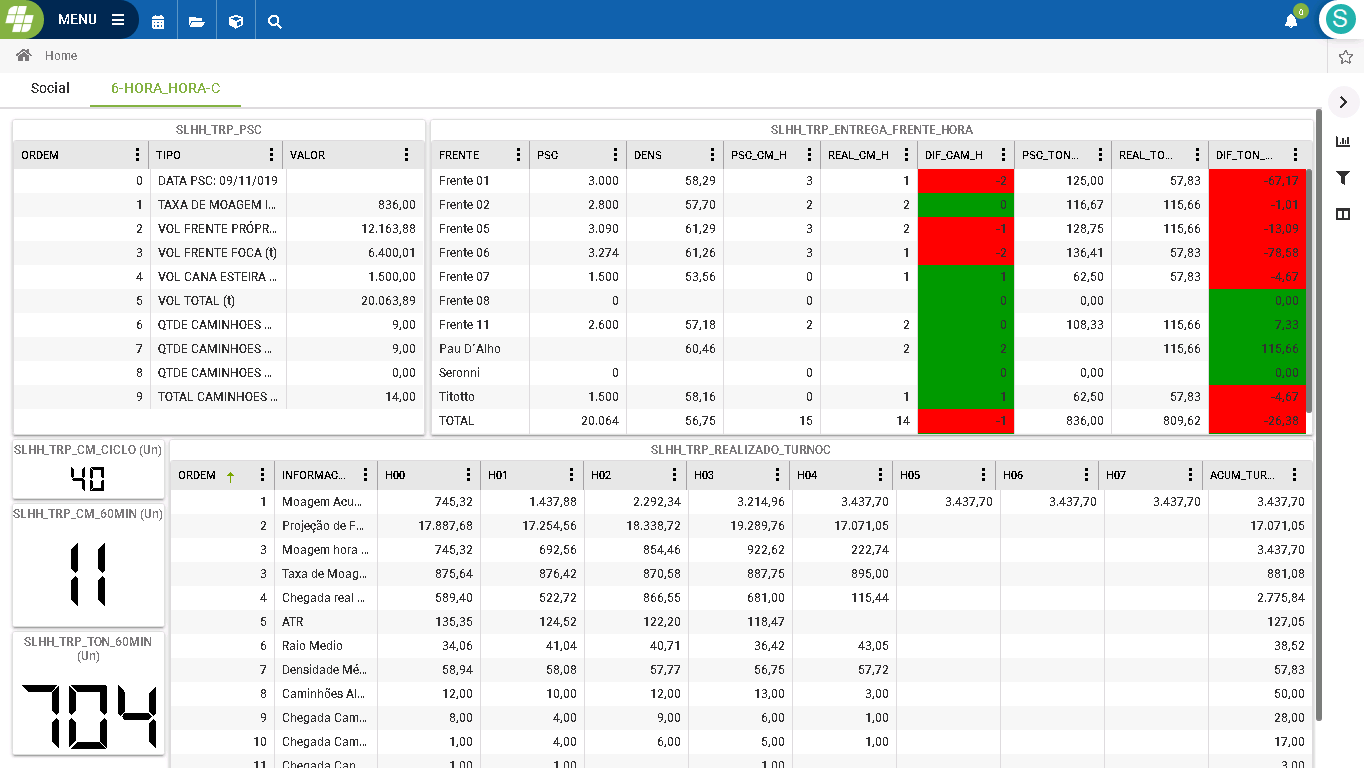 MENU
0
S
Home
Social 6-HORA_HORA-C
SLHH_TRP_PSC
ORDEM TIPO VALOR
0 DATA PSC: 09/11/019
1 TAXA DE MOAGEM I... 836,00
2 VOL FRENTE PRÓPR... 12.163,88
3 VOL FRENTE FOCA (t) 6.400,01
4 VOL CANA ESTEIRA ... 1.500,00
5 VOL TOTAL (t) 20.063,89
6 QTDE CAMINHOES ... 9,00
7 QTDE CAMINHOES ... 9,00
8 QTDE CAMINHOES ... 0,00
9 TOTAL CAMINHOES ... 14,00
SLHH_TRP_ENTREGA_FRENTE_HORA
FRENTE PSC DENS PSC_CM_H REAL_CM_H DIF_CAM_H PSC_TON... REAL_TO... DIF_TON_...
Frente 01 3.000 58,29 3 1 -2 125,00 57,83 -67,17
Frente 02 2.800 57,70 2 2 0 116,67 115,66 -1,01
Frente 05 3.090 61,29 3 2 -1 128,75 115,66 -13,09
Frente 06 3.274 61,26 3 1 -2 136,41 57,83 -78,58
Frente 07 1.500 53,56 0 1 1 62,50 57,83 -4,67
Frente 08 0 0 0 0,00 0,00
Frente 11 2.600 57,18 2 2 0 108,33 115,66 7,33
Pau D´Alho 60,46 2 2 115,66 115,66
Seronni 0 0 0 0,00 0,00
Titotto 1.500 58,16 0 1 1 62,50 57,83 -4,67
TOTAL 20.064 56,75 15 14 -1 836,00 809,62 -26,38
SLHH_TRP_CM_CICLO (Un)
40
SLHH_TRP_CM_60MIN (Un)
11
SLHH_TRP_TON_60MIN
(Un)
704
SLHH_TRP_REALIZADO_TURNOC
ORDEM INFORMAC... H00 H01 H02 H03 H04 H05 H06 H07 ACUM_TUR...
1 Moagem Acu... 745,32 1.437,88 2.292,34 3.214,96 3.437,70 3.437,70 3.437,70 3.437,70 3.437,70
2 Projeção de F... 17.887,68 17.254,56 18.338,72 19.289,76 17.071,05 17.071,05
3 Moagem hora ... 745,32 692,56 854,46 922,62 222,74 3.437,70
3 Taxa de Moag... 875,64 876,42 870,58 887,75 895,00 881,08
4 Chegada real ... 589,40 522,72 866,55 681,00 115,44 2.775,84
5 ATR 135,35 124,52 122,20 118,47 127,05
6 Raio Medio 34,06 41,04 40,71 36,42 43,05 38,52
7 Densidade Mé... 58,94 58,08 57,77 56,75 57,72 57,83
8 Caminhões Al... 12,00 10,00 12,00 13,00 3,00 50,00
9 Chegada Cam... 8,00 4,00 9,00 6,00 1,00 28,00
10 Chegada Cam... 1,00 4,00 6,00 5,00 1,00 17,00
11 Chegada Can... 1,00 1,00 1,00 3,00